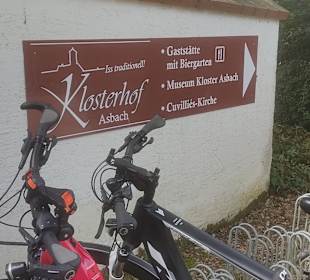 Iss traditionell!
Klosterhof
Asbach
• Gaststätte
mit Biergarten
• Museum Kloster Asbach
• Cuvilliés-Kirche